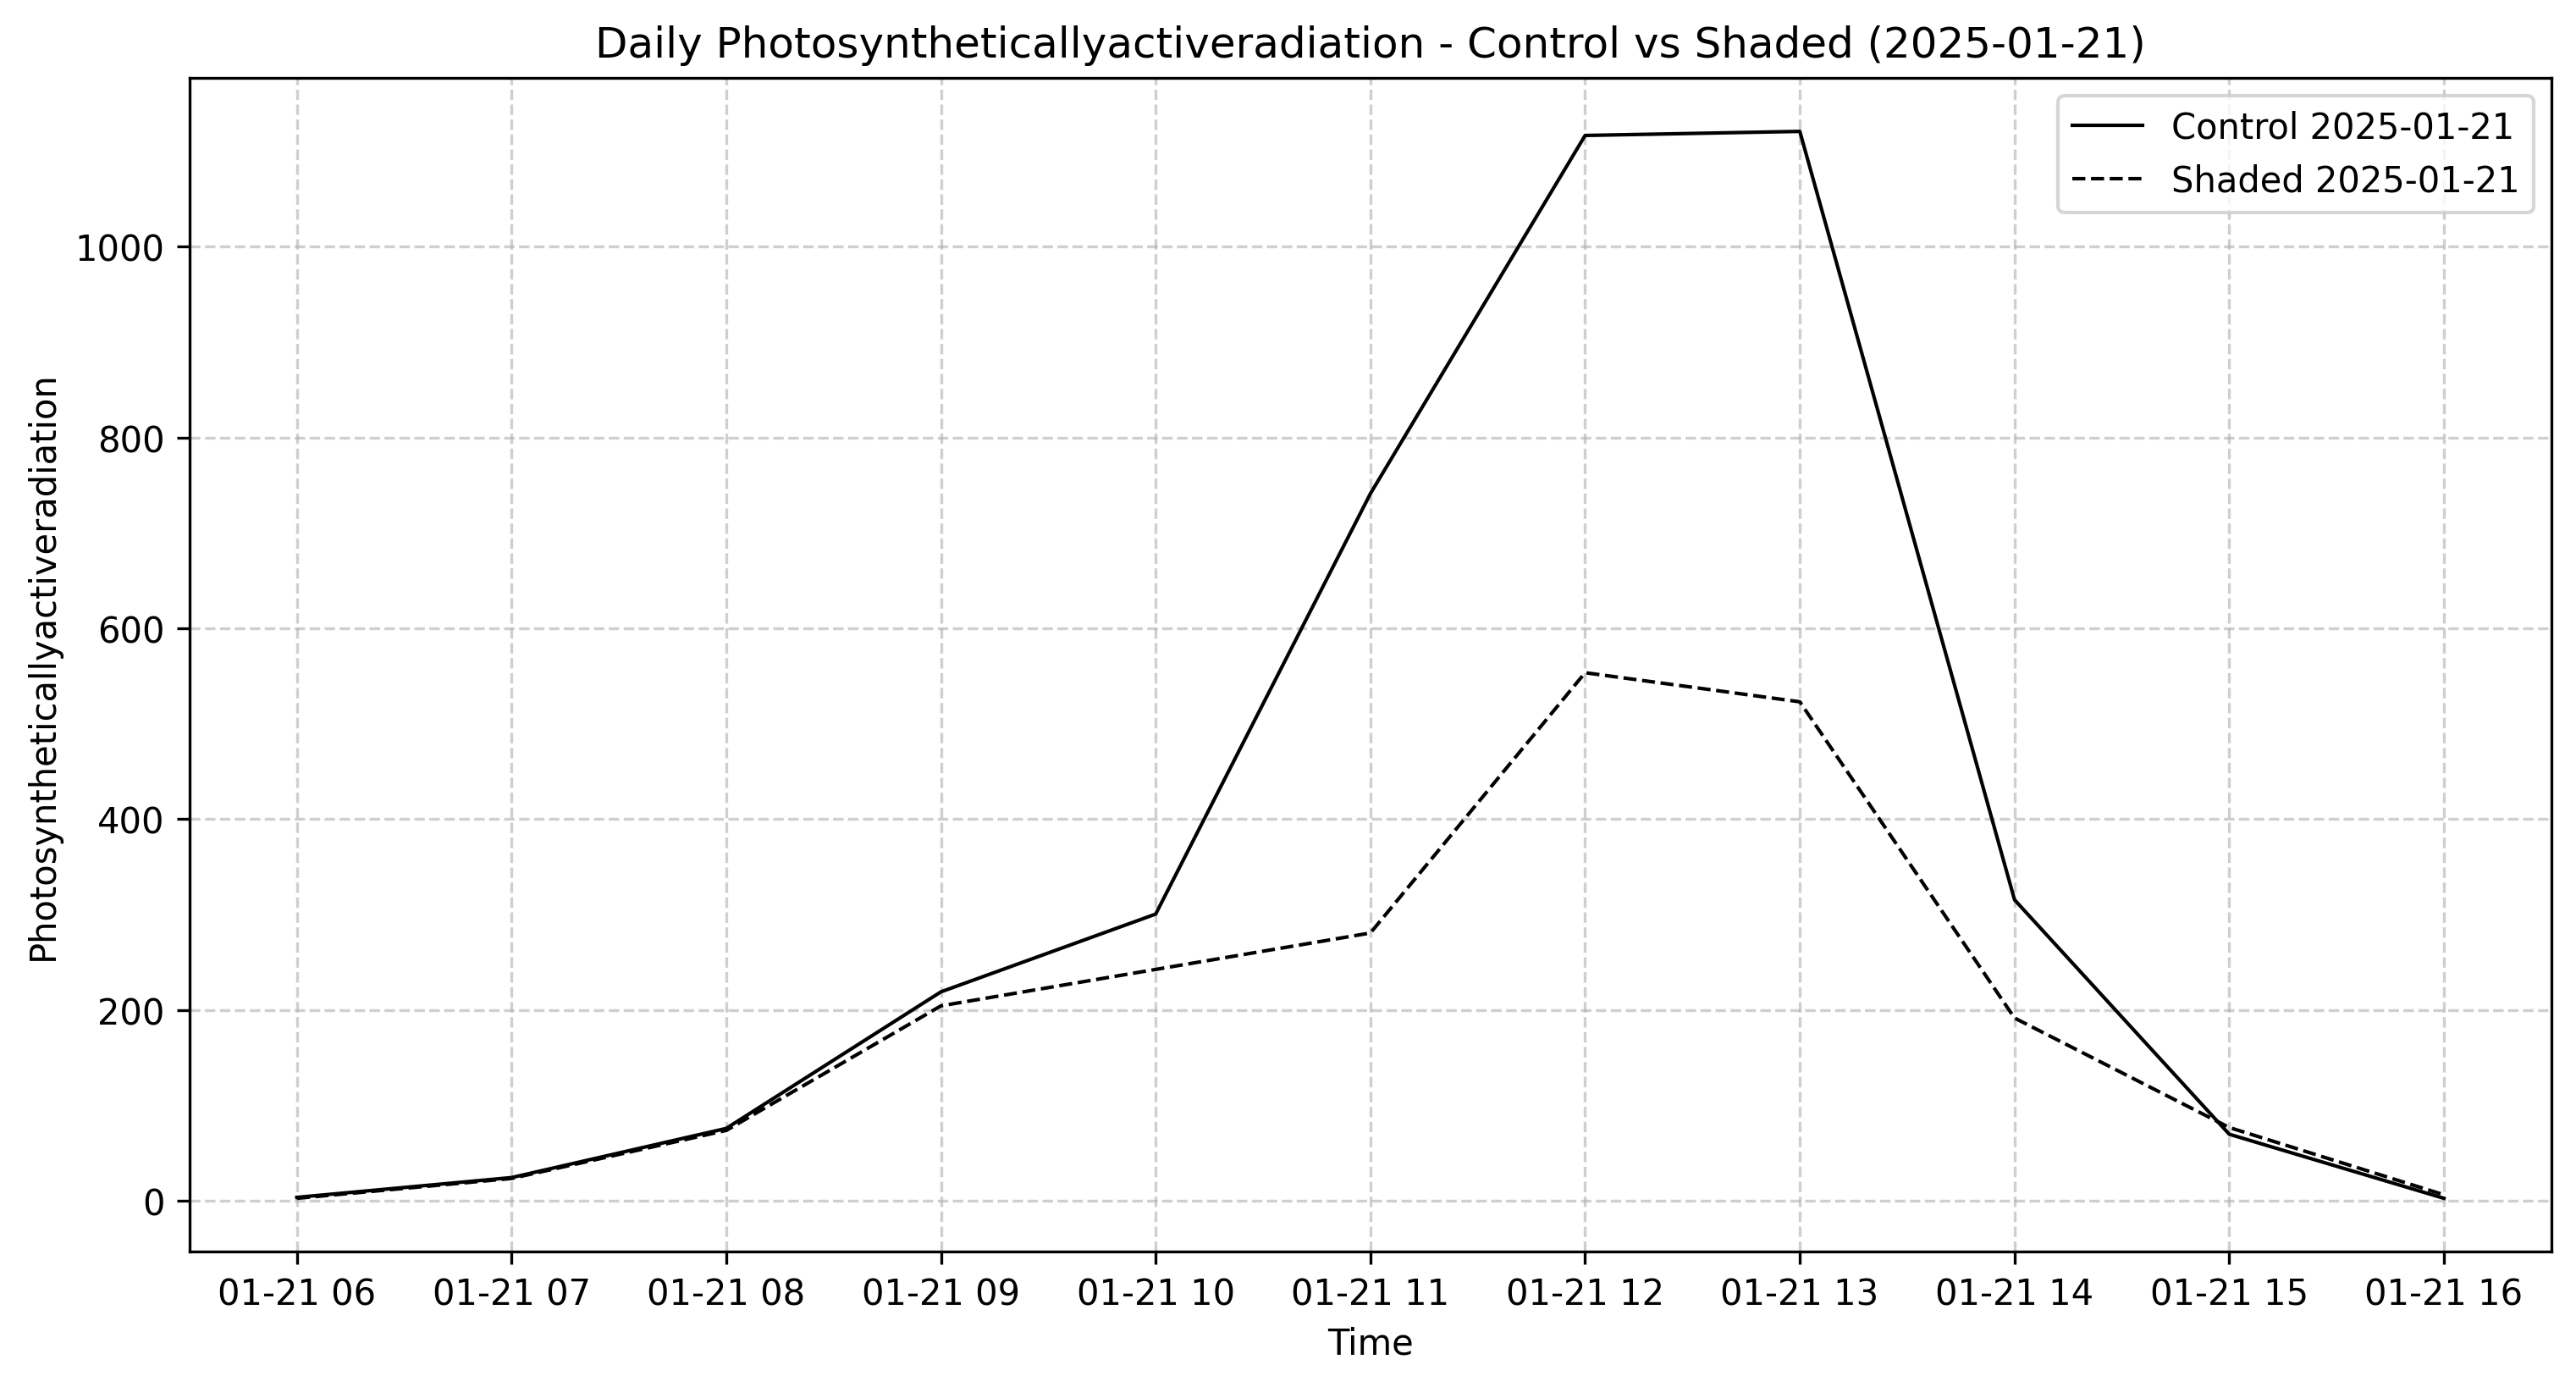 Daily Photosyntheticallyactiveradiation - Control vs Shaded (2025-01-21)
Control 2025-01-21
Shaded 2025-01-21
Photosyntheticallyactiveradiation
1000
800
600
400
200
0
01-21 06 01-21 07 01-21 08 01-21 09 01-21 10 01-21 11 01-21 12 01-21 13 01-21 14 01-21 15 01-21 16
Time